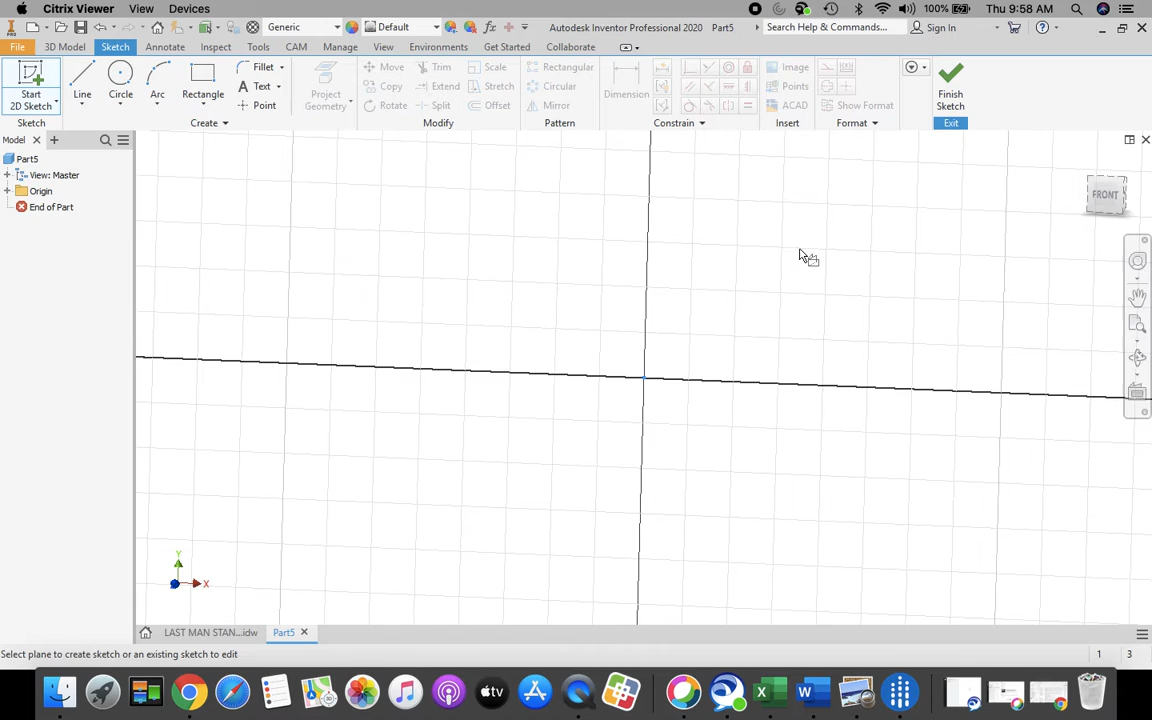 Citrix Viewer View Devices 100% Thu 9:58 AM
PRO Generic Default fx Autodesk Inventor Professional 2020 Part5 Search Help & Commands... Sign In
File 3D Model Sketch Annotate Inspect Tools CAM Manage View Environments Get Started Collaborate
Start 2D Sketch
Line
Circle
Arc
Rectangle
Fillet
Text
Point
Project Geometry
Move Trim Scale
Copy Extend Stretch
Rotate Split Offset
Rectangular
Circular
Mirror
Dimension
Image
Points
ACAD
Show Format
Finish Sketch
Sketch Create Modify Pattern Constrain Insert Format Exit
Model
Part5
View: Master
Origin
End of Part
FRONT
Y
X
LAST MAN STAN...idw Part5
Select plane to create sketch or an existing sketch to edit 1 3